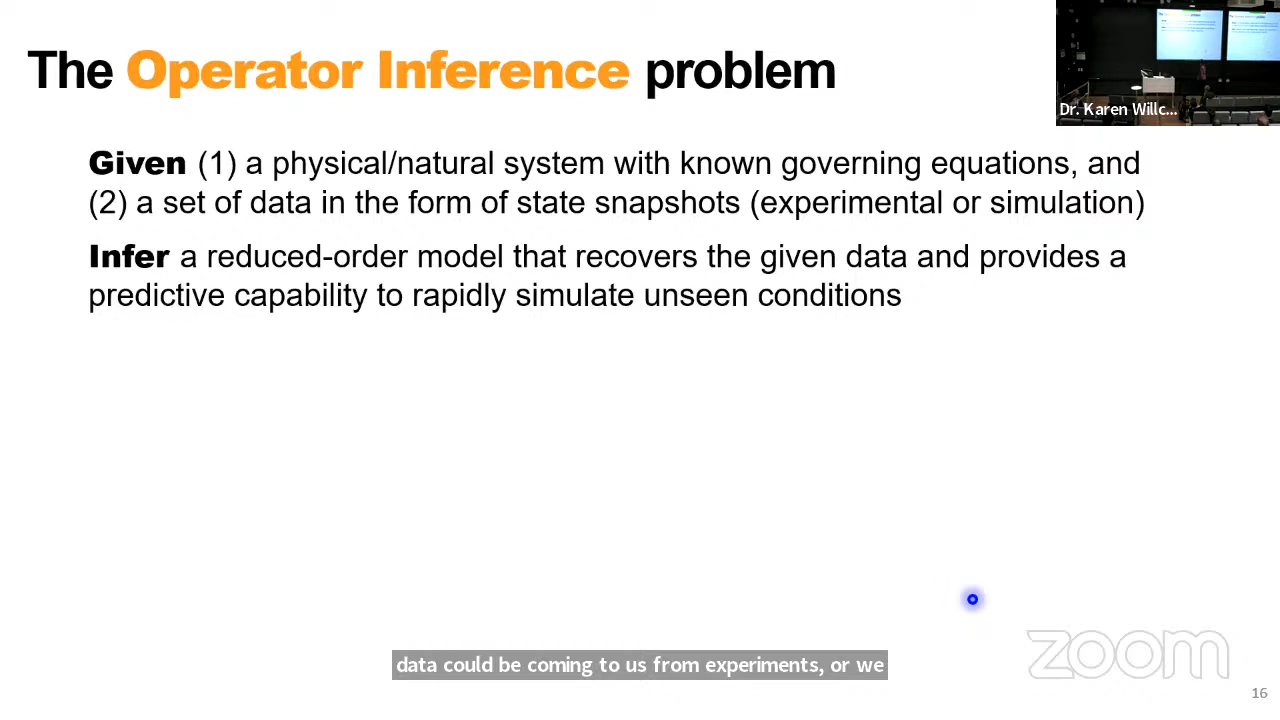 The Operator Inference problem
Dr. Karen Willc...
Given (1) a physical/natural system with known governing equations, and
(2) a set of data in the form of state snapshots (experimental or simulation)
Infer a reduced-order model that recovers the given data and provides a
predictive capability to rapidly simulate unseen conditions
data could be coming to us from experiments, or we
zoom
16